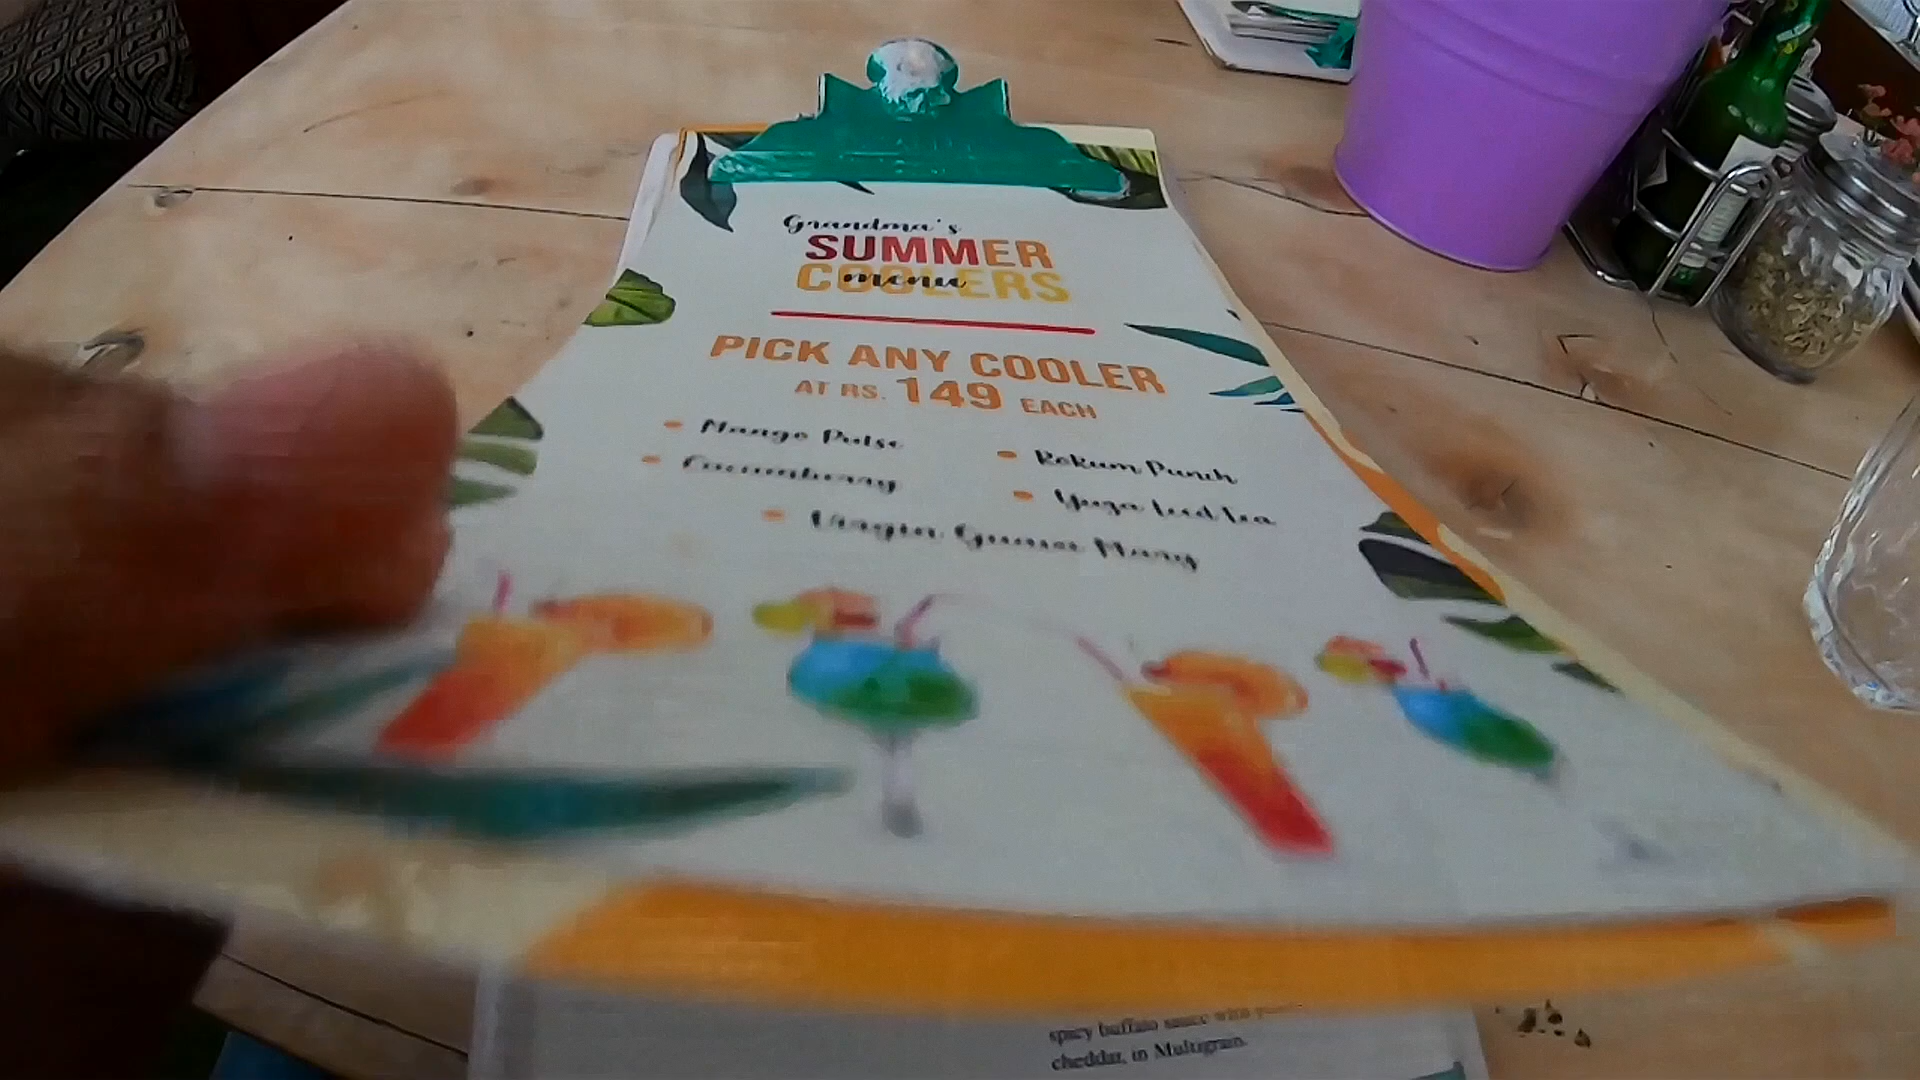 Grandma's
SUMMER
COOLERS
menu
PICK ANY COOLER
AT RS. 149 EACH
Mango Pulse
Kokum Punch
Cucumberry
Yuzu Iced Tea
Virgin Gunner Mary
spicy buffalo sauce with
cheddar, in Multigrain.